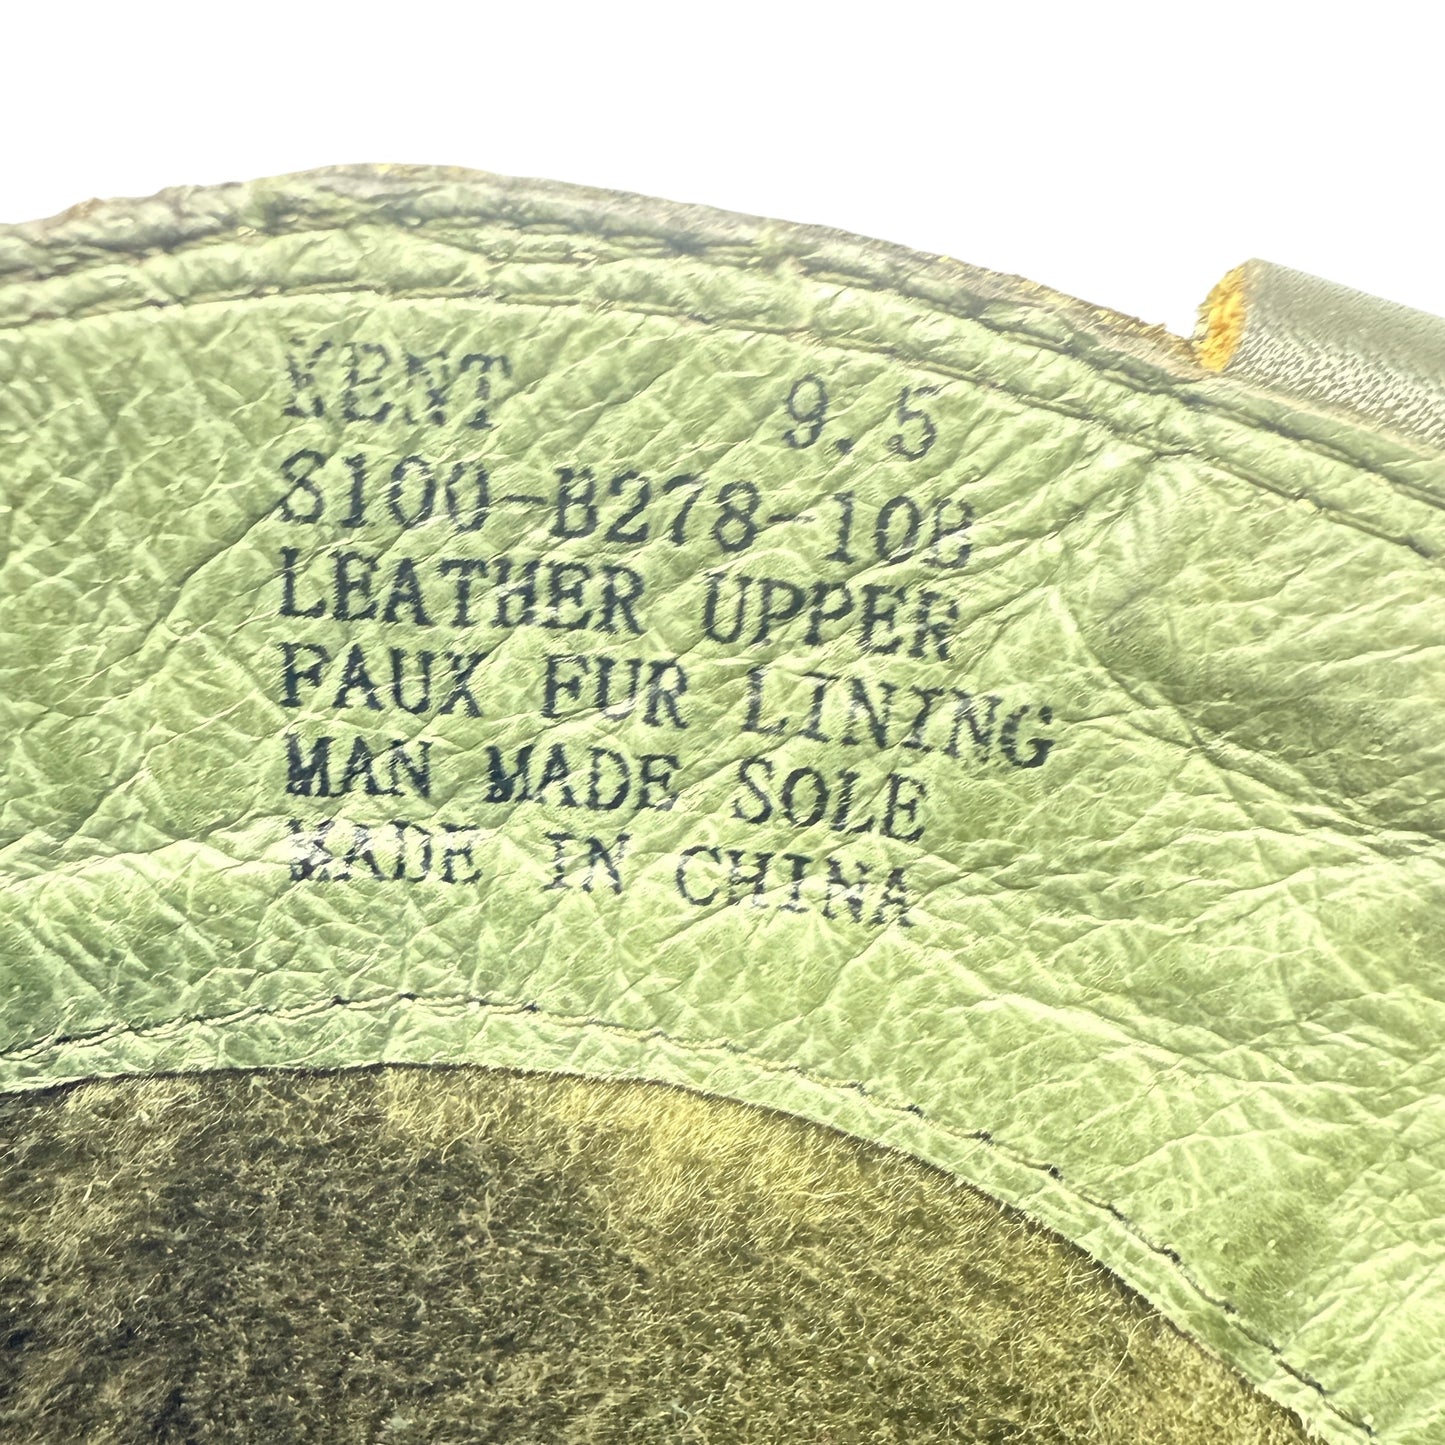 KENT 9.5
8100-B278-10B
LEATHER UPPER
FAUX FUR LINING
MAN MADE SOLE
MADE IN CHINA